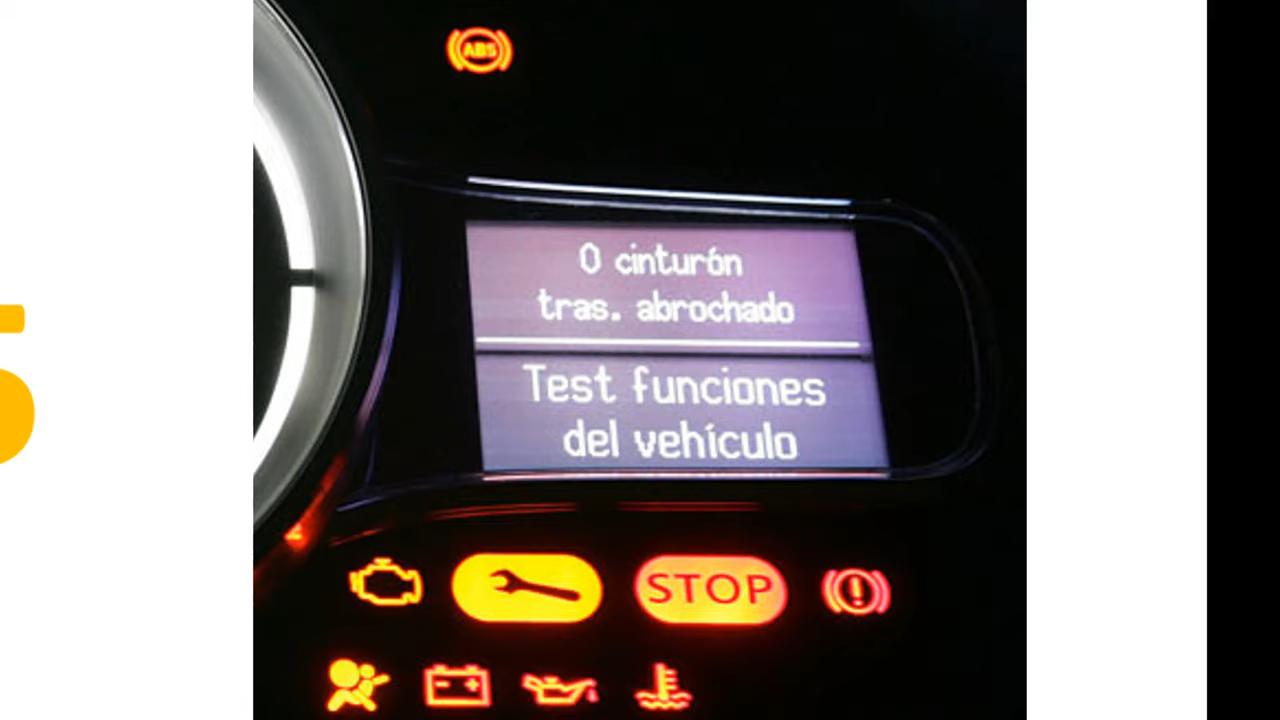 ABS
0 cinturón
tras. abrochado
Test funciones
del vehículo
STOP